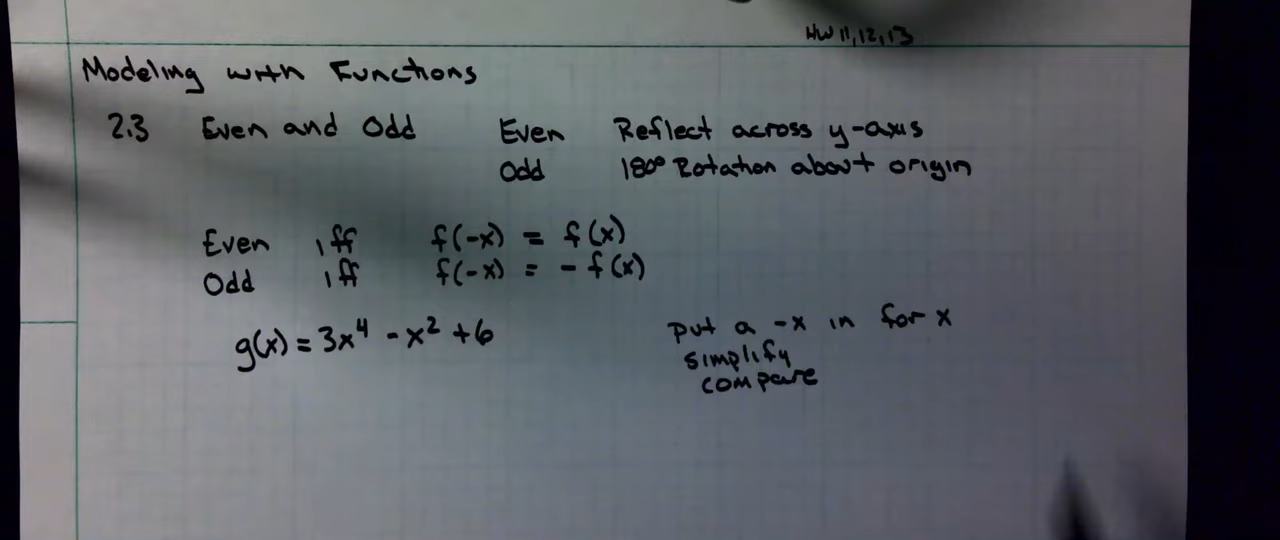 HW 11, 12, 13
Modeling with Functions
2.3 Even and Odd Even Reflect across y-axis
Odd 180° Rotation about origin
Even iff f(-x) = f(x)
Odd iff f(-x) = - f(x)
g(x) = 3x⁴ - x² + 6 put a -x in for x
simplify
compare